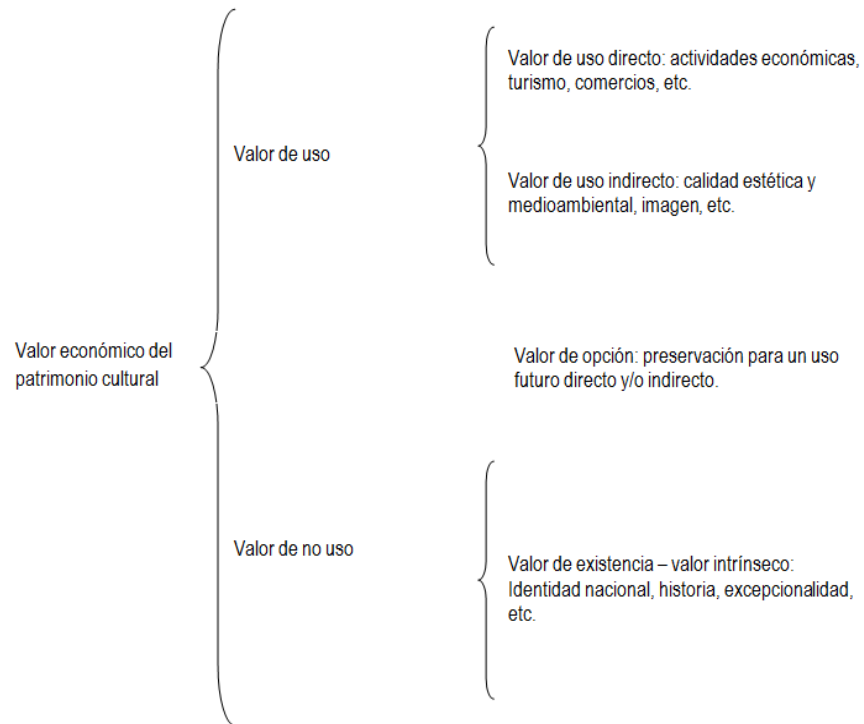 Valor económico del
patrimonio cultural
Valor de uso
Valor de uso directo: actividades económicas,
turismo, comercios, etc.
Valor de uso indirecto: calidad estética y
medioambiental, imagen, etc.
Valor de opción: preservación para un uso
futuro directo y/o indirecto.
Valor de no uso
Valor de existencia – valor intrínseco:
Identidad nacional, historia, excepcionalidad,
etc.